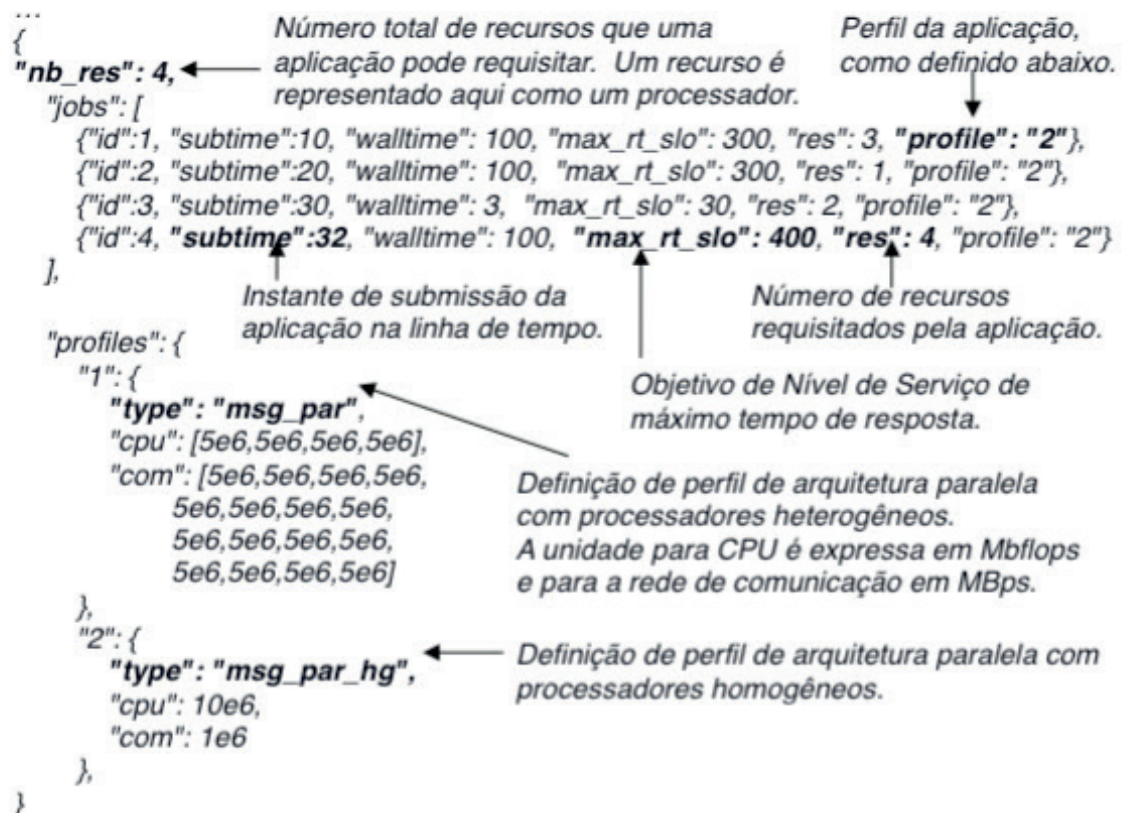 ...
{
"nb_res": 4,
Número total de recursos que uma
aplicação pode requisitar. Um recurso é
representado aqui como um processador.
Perfil da aplicação,
como definido abaixo.
"jobs": [
{"id":1, "subtime":10, "walltime": 100, "max_rt_slo": 300, "res": 3, "profile": "2"},
{"id":2, "subtime":20, "walltime": 100, "max_rt_slo": 300, "res": 1, "profile": "2"},
{"id":3, "subtime":30, "walltime": 3, "max_rt_slo": 30, "res": 2, "profile": "2"},
{"id":4, "subtime":32, "walltime": 100, "max_rt_slo": 400, "res": 4, "profile": "2"}
],
Instante de submissão da
aplicação na linha de tempo.
Número de recursos
requisitados pela aplicação.
Objetivo de Nível de Serviço de
máximo tempo de resposta.
"profiles": {
"1": {
"type": "msg_par",
"cpu": [5e6,5e6,5e6,5e6],
"com": [5e6,5e6,5e6,5e6,
5e6,5e6,5e6,5e6,
5e6,5e6,5e6,5e6,
5e6,5e6,5e6,5e6]
},
Definição de perfil de arquitetura paralela
com processadores heterogêneos.
A unidade para CPU é expressa em Mbflops
e para a rede de comunicação em MBps.
"2": {
"type": "msg_par_hg",
"cpu": 10e6,
"com": 1e6
},
Definição de perfil de arquitetura paralela com
processadores homogêneos.
}